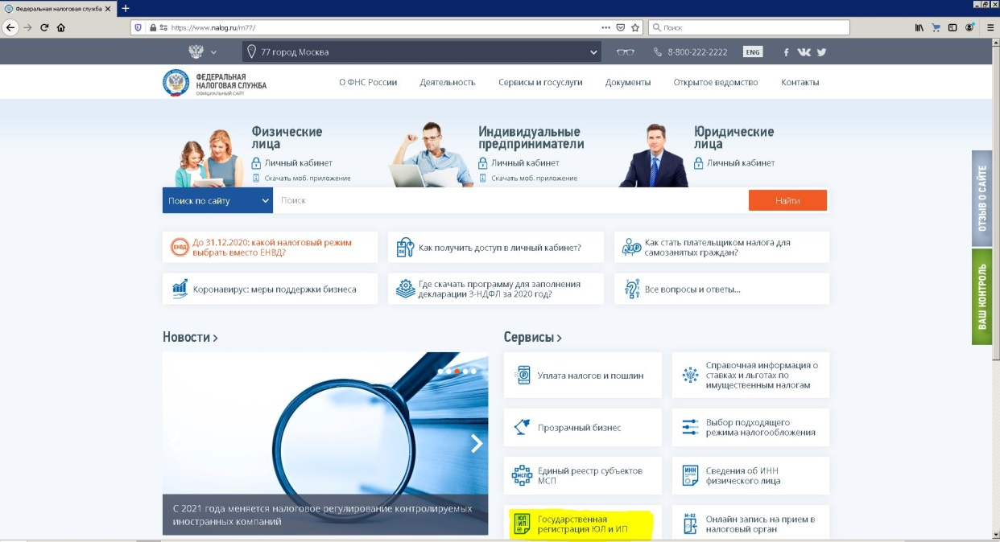 Федеральная налоговая служба
https://www.nalog.ru/rn77/
Поиск
77 город Москва
8-800-222-2222
ENG
ФЕДЕРАЛЬНАЯ
НАЛОГОВАЯ СЛУЖБА
ОФИЦИАЛЬНЫЙ САЙТ
О ФНС России
Деятельность
Сервисы и госуслуги
Документы
Открытое ведомство
Контакты
Физические
лица
Личный кабинет
Скачать моб. приложение
Индивидуальные
предприниматели
Личный кабинет
Скачать моб. приложение
Юридические
лица
Личный кабинет
ОТЗЫВ О САЙТЕ
ВАШ КОНТРОЛЬ
Поиск по сайту
Поиск
Найти
ЕНВД
До 31.12.2020: какой налоговый режим
выбрать вместо ЕНВД?
ЛК
Как получить доступ в личный кабинет?
Как стать плательщиком налога для
самозанятых граждан?
Коронавирус: меры поддержки бизнеса
Где скачать программу для заполнения
декларации 3-НДФЛ за 2020 год?
Все вопросы и ответы...
Новости >
С 2021 года меняется налоговое регулирование контролируемых
иностранных компаний
Сервисы >
Уплата налогов и пошлин
Справочная информация о
ставках и льготах по
имущественным налогам
Прозрачный бизнес
Выбор подходящего
режима налогообложения
МСП
Единый реестр субъектов
МСП
ИНН
Сведения об ИНН
физического лица
ЮЛ
ИП
Государственная
регистрация ЮЛ и ИП
Онлайн запись на прием в
налоговый орган